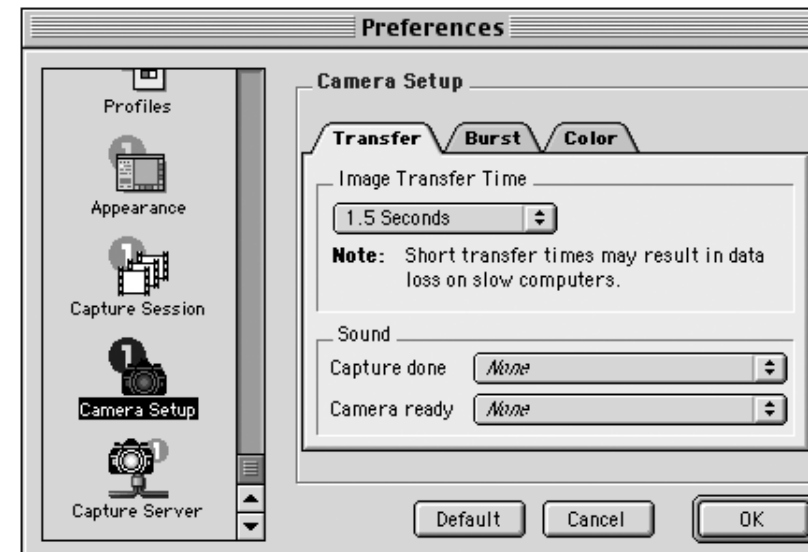 Preferences
Profiles
Appearance
Capture Session
Camera Setup
Capture Server
Camera Setup
Transfer Burst Color
Image Transfer Time
1.5 Seconds
Note: Short transfer times may result in data
loss on slow computers.
Sound
Capture done None
Camera ready None
Default Cancel OK